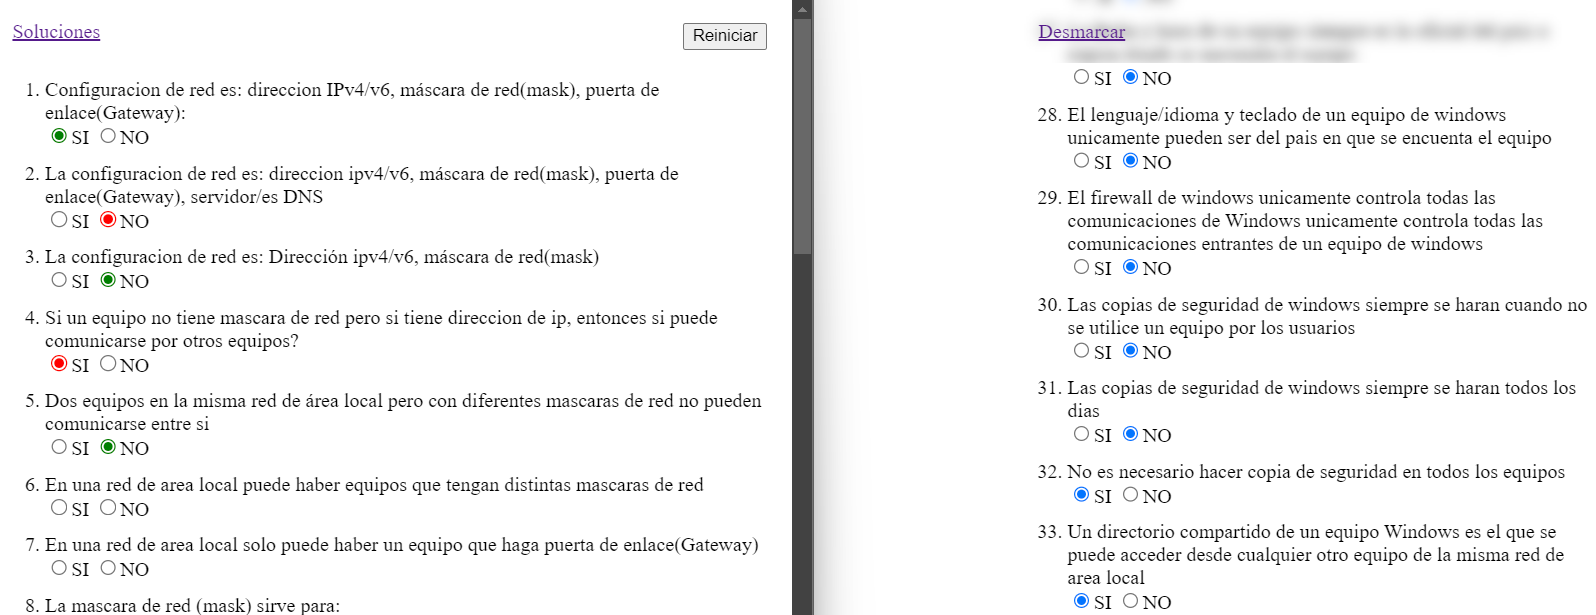 Soluciones
Reiniciar
1. Configuracion de red es: direccion IPv4/v6, máscara de red(mask), puerta de
enlace(Gateway):
SI NO
2. La configuracion de red es: direccion ipv4/v6, máscara de red(mask), puerta de
enlace(Gateway), servidor/es DNS
SI NO
3. La configuracion de red es: Dirección ipv4/v6, máscara de red(mask)
SI NO
4. Si un equipo no tiene mascara de red pero si tiene direccion de ip, entonces si puede
comunicarse por otros equipos?
SI NO
5. Dos equipos en la misma red de área local pero con diferentes mascaras de red no pueden
comunicarse entre si
SI NO
6. En una red de area local puede haber equipos que tengan distintas mascaras de red
SI NO
7. En una red de area local solo puede haber un equipo que haga puerta de enlace(Gateway)
SI NO
8. La mascara de red (mask) sirve para:
Desmarcar
SI NO
28. El lenguaje/idioma y teclado de un equipo de windows
unicamente pueden ser del pais en que se encuenta el equipo
SI NO
29. El firewall de windows unicamente controla todas las
comunicaciones de Windows unicamente controla todas las
comunicaciones entrantes de un equipo de windows
SI NO
30. Las copias de seguridad de windows siempre se haran cuando no
se utilice un equipo por los usuarios
SI NO
31. Las copias de seguridad de windows siempre se haran todos los
dias
SI NO
32. No es necesario hacer copia de seguridad en todos los equipos
SI NO
33. Un directorio compartido de un equipo Windows es el que se
puede acceder desde cualquier otro equipo de la misma red de
area local
SI NO